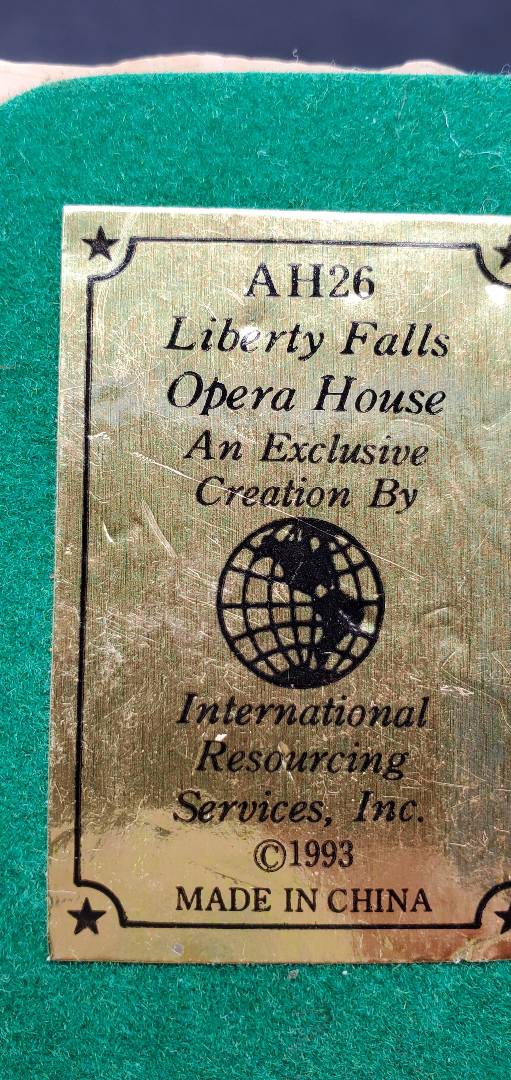 AH26
Liberty Falls
Opera House
An Exclusive
Creation By
International
Resourcing
Services, Inc.
©1993
MADE IN CHINA